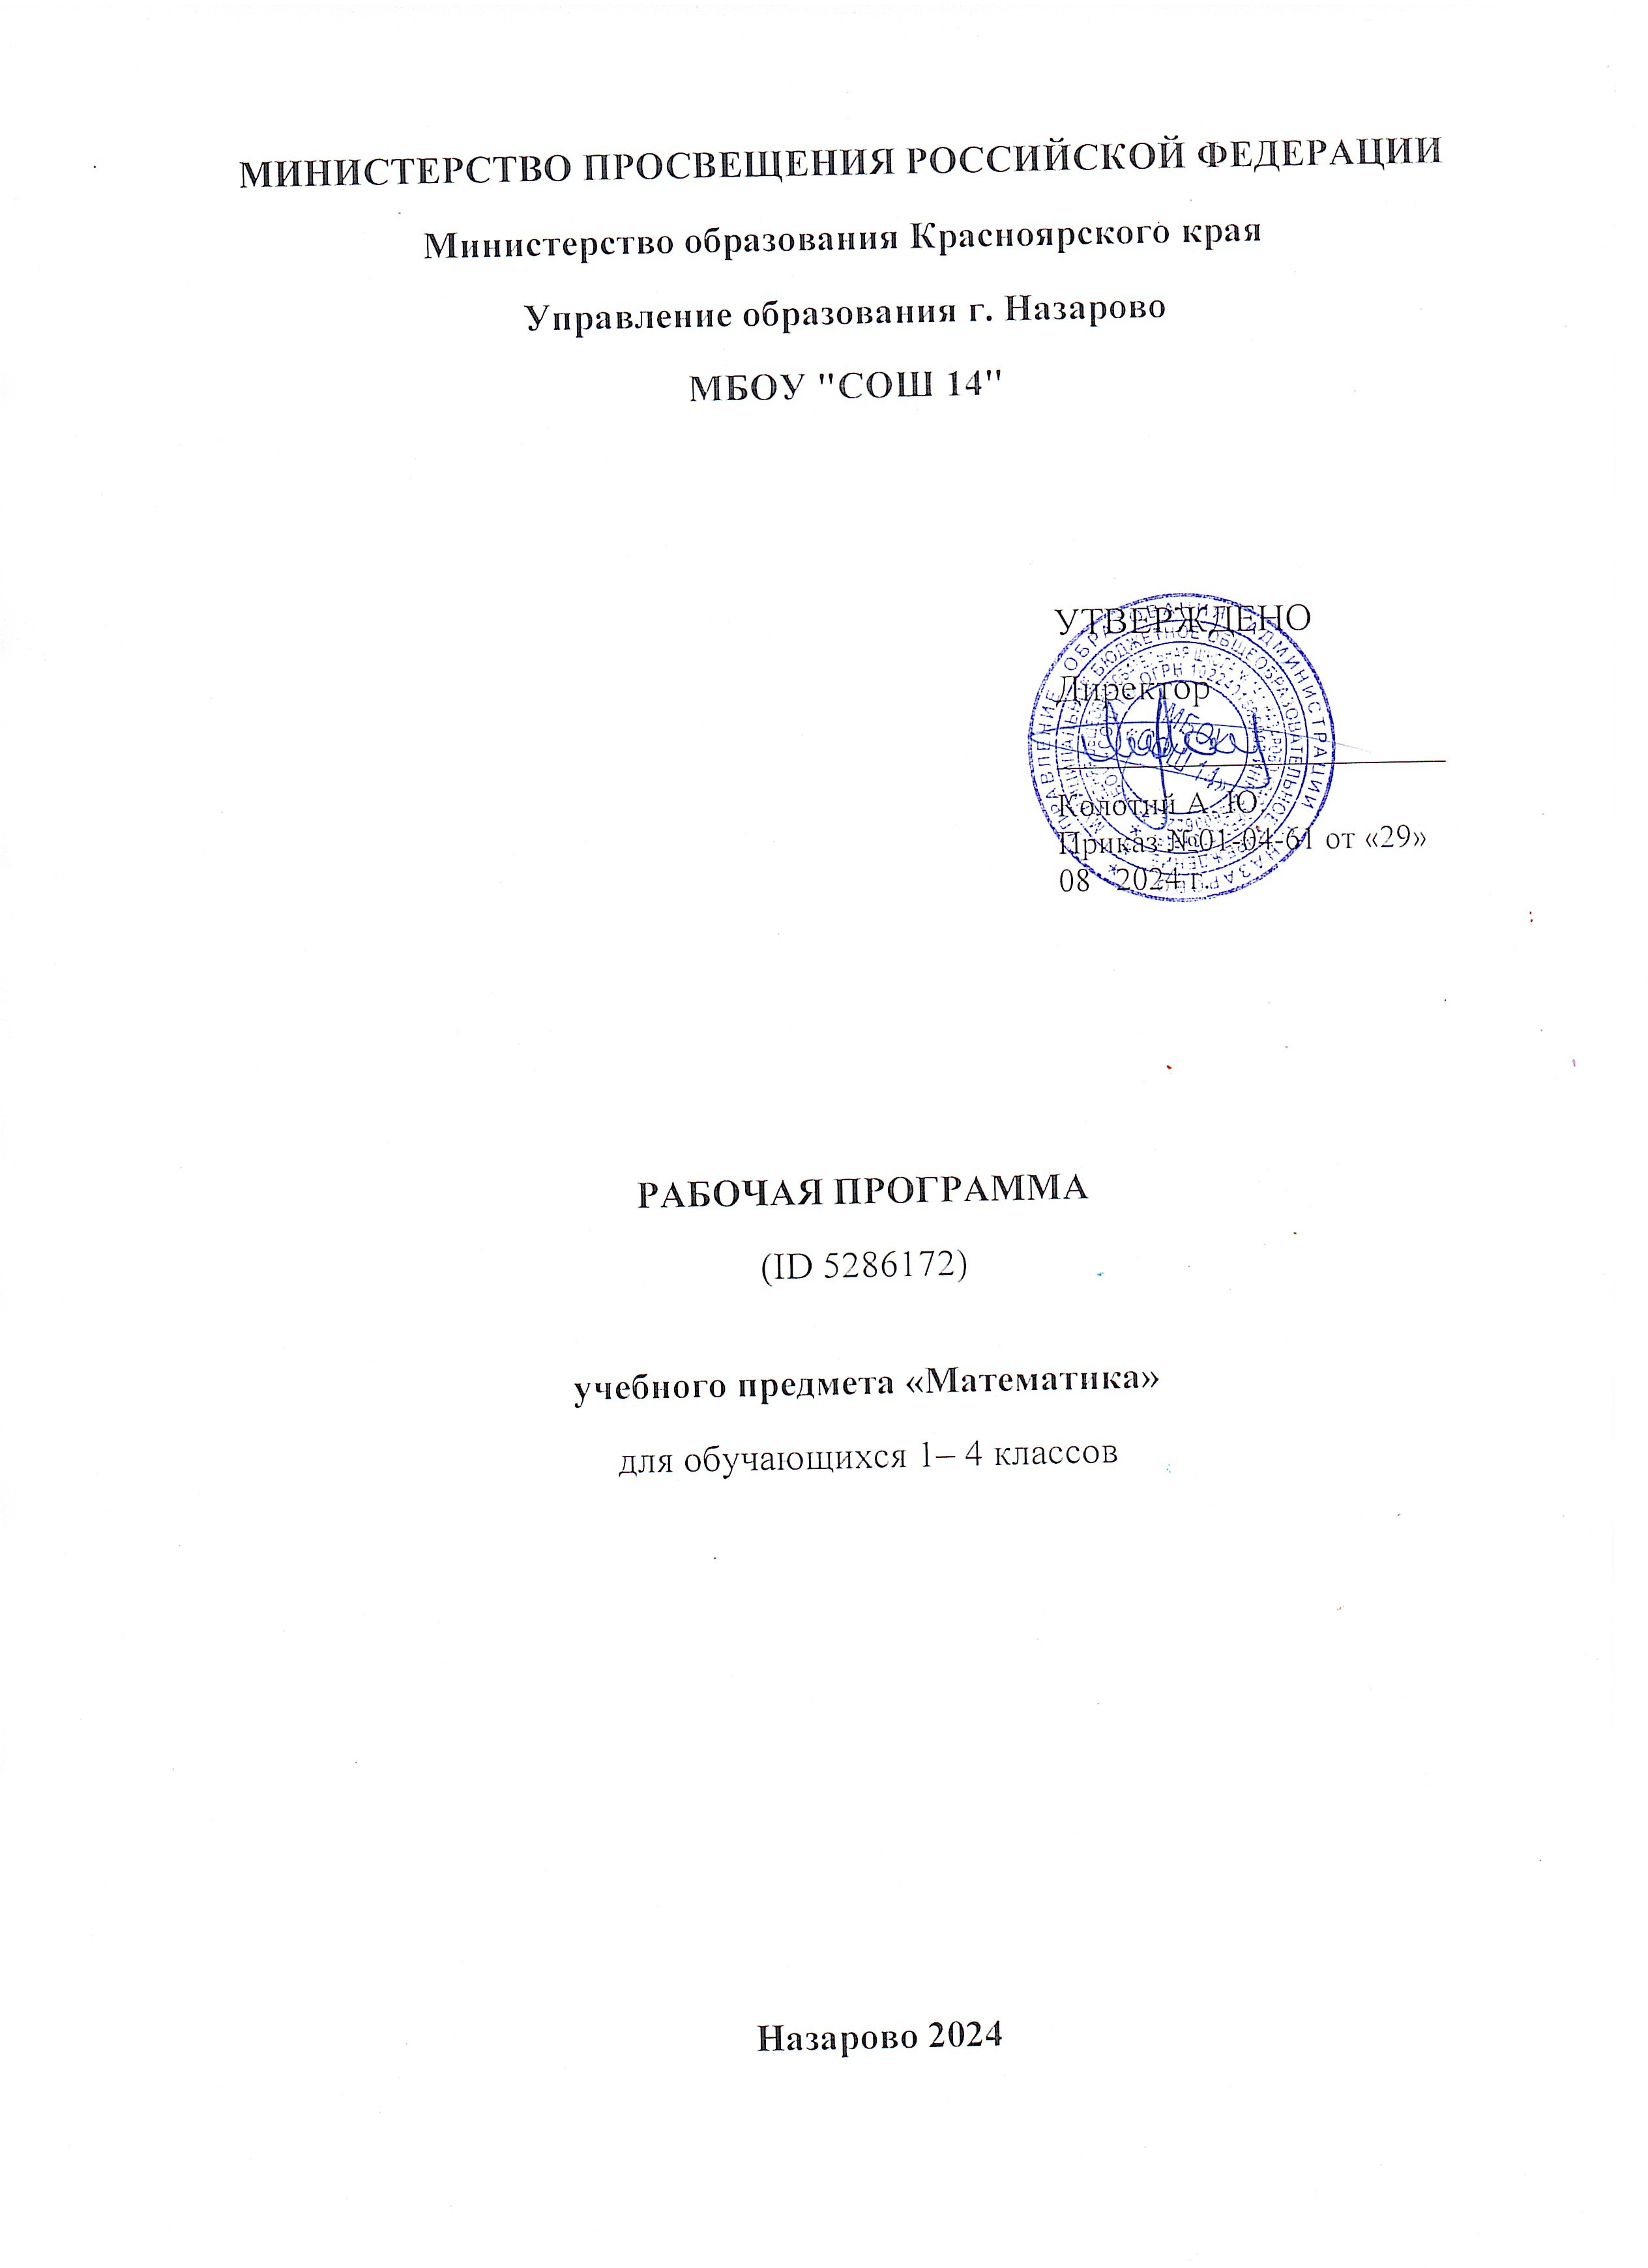 МИНИСТЕРСТВО ПРОСВЕЩЕНИЯ РОССИЙСКОЙ ФЕДЕРАЦИИ
Министерство образования Красноярского края
Управление образования г. Назарово
МБОУ "СОШ 14"
УТВЕРЖДЕНО
Директор
Колотий А. Ю.
Приказ №01-04-61 от «29»
08 2024 г.
РАБОЧАЯ ПРОГРАММА
(ID 5286172)
учебного предмета «Математика»
для обучающихся 1– 4 классов
Назарово 2024